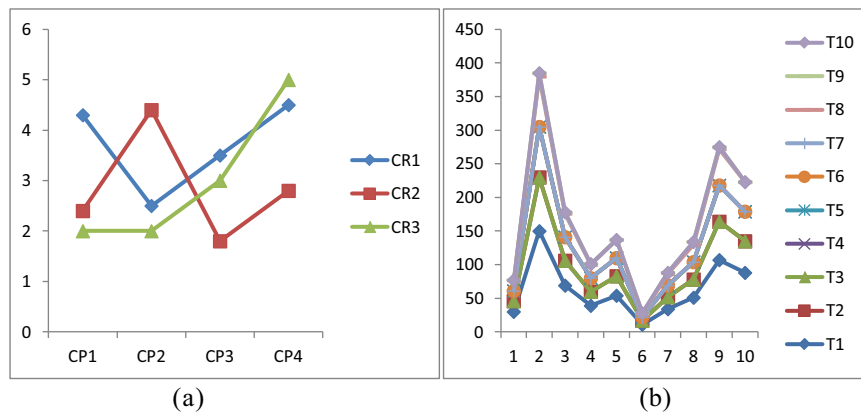 6
5
4
3
2
1
0
CP1 CP2 CP3 CP4
CR1
CR2
CR3
(a)
450
400
350
300
250
200
150
100
50
0
1 2 3 4 5 6 7 8 9 10
T10
T9
T8
T7
T6
T5
T4
T3
T2
T1
(b)